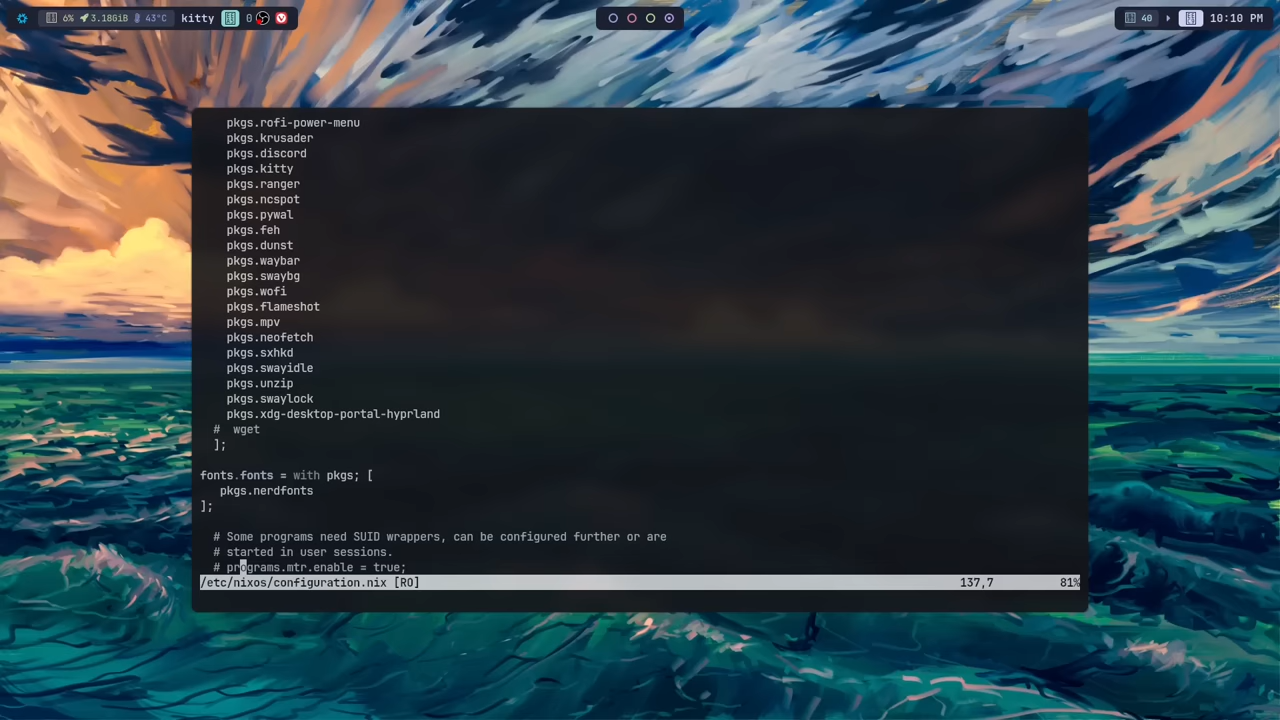 6% 3.18GiB 43°C kitty 0
40 10:10 PM
pkgs.rofi-power-menu
pkgs.krusader
pkgs.discord
pkgs.kitty
pkgs.ranger
pkgs.ncspot
pkgs.pywal
pkgs.feh
pkgs.dunst
pkgs.waybar
pkgs.swaybg
pkgs.wofi
pkgs.flameshot
pkgs.mpv
pkgs.neofetch
pkgs.sxhkd
pkgs.swayidle
pkgs.unzip
pkgs.swaylock
pkgs.xdg-desktop-portal-hyprland
#  wget
];
fonts.fonts = with pkgs; [
pkgs.nerdfonts
];
# Some programs need SUID wrappers, can be configured further or are
# started in user sessions.
# programs.mtr.enable = true;
/etc/nixos/configuration.nix [RO] 137,7 81%